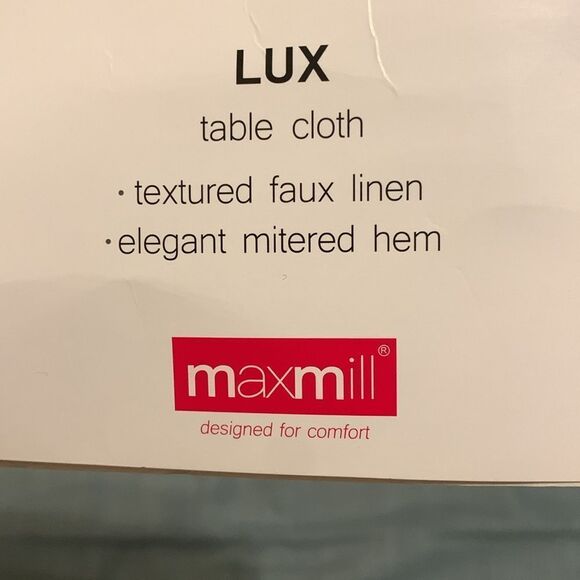 LUX
table cloth
• textured faux linen
• elegant mitered hem
maxmill®
designed for comfort